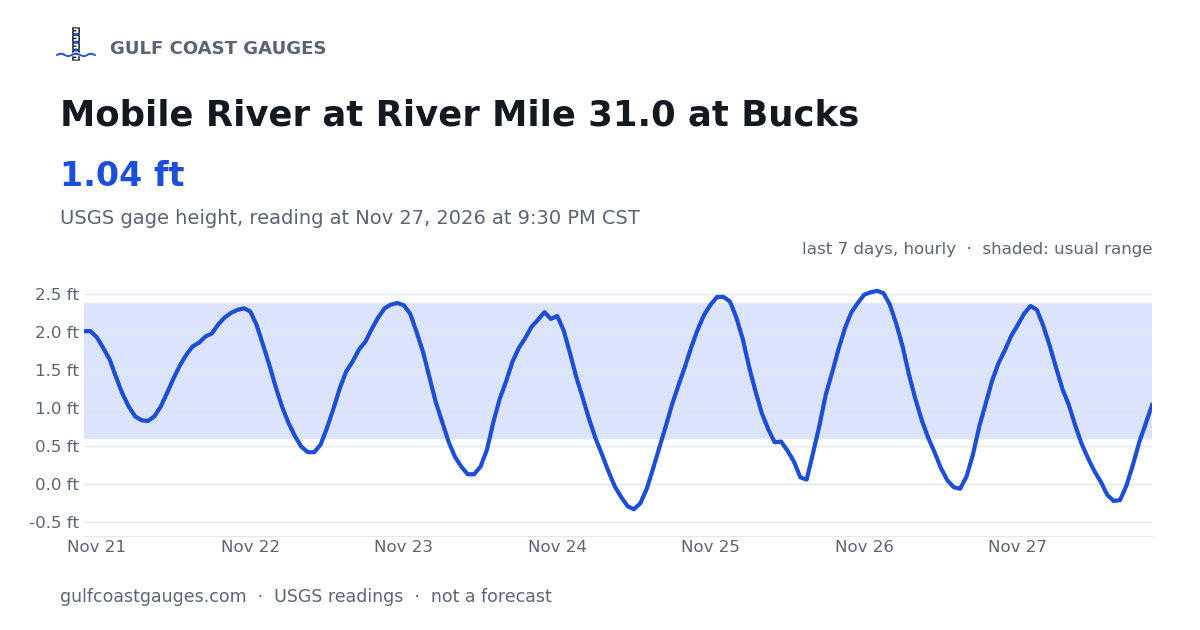 GULF COAST GAUGES
Mobile River at River Mile 31.0 at Bucks
1.04 ft
USGS gage height, reading at Nov 27, 2026 at 9:30 PM CST
last 7 days, hourly · shaded: usual range
2.5 ft
2.0 ft
1.5 ft
1.0 ft
0.5 ft
0.0 ft
-0.5 ft
Nov 21 Nov 22 Nov 23 Nov 24 Nov 25 Nov 26 Nov 27
gulfcoastgauges.com · USGS readings · not a forecast